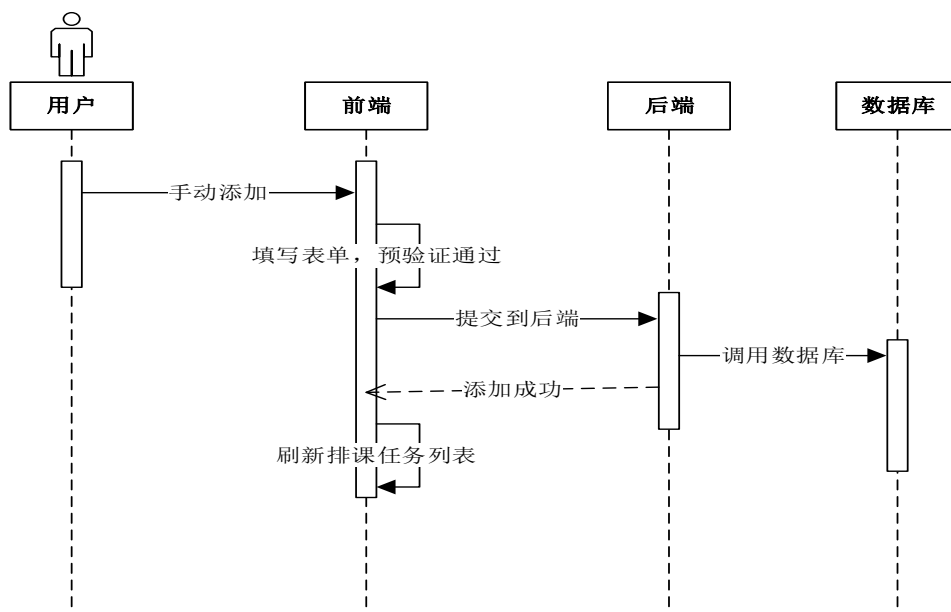 用户
前端
后端
数据库
手动添加
填写表单，预验证通过
提交到后端
调用数据库
添加成功
刷新排课任务列表